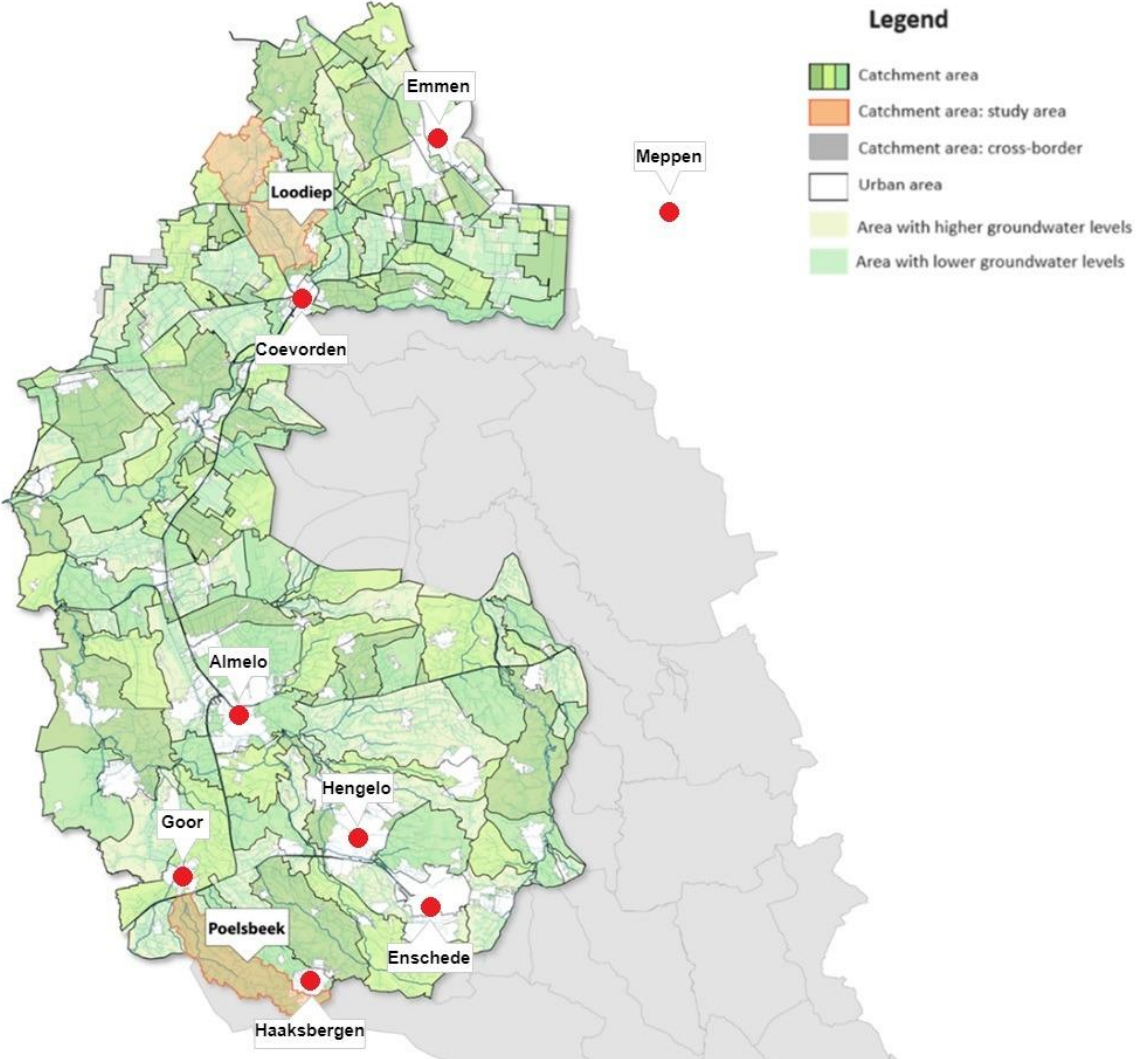 Legend
Catchment area
Catchment area: study area
Catchment area: cross-border
Urban area
Area with higher groundwater levels
Area with lower groundwater levels
Emmen
Meppen
Loodiep
Coevorden
Almelo
Hengelo
Goor
Poelsbeek
Enschede
Haaksbergen